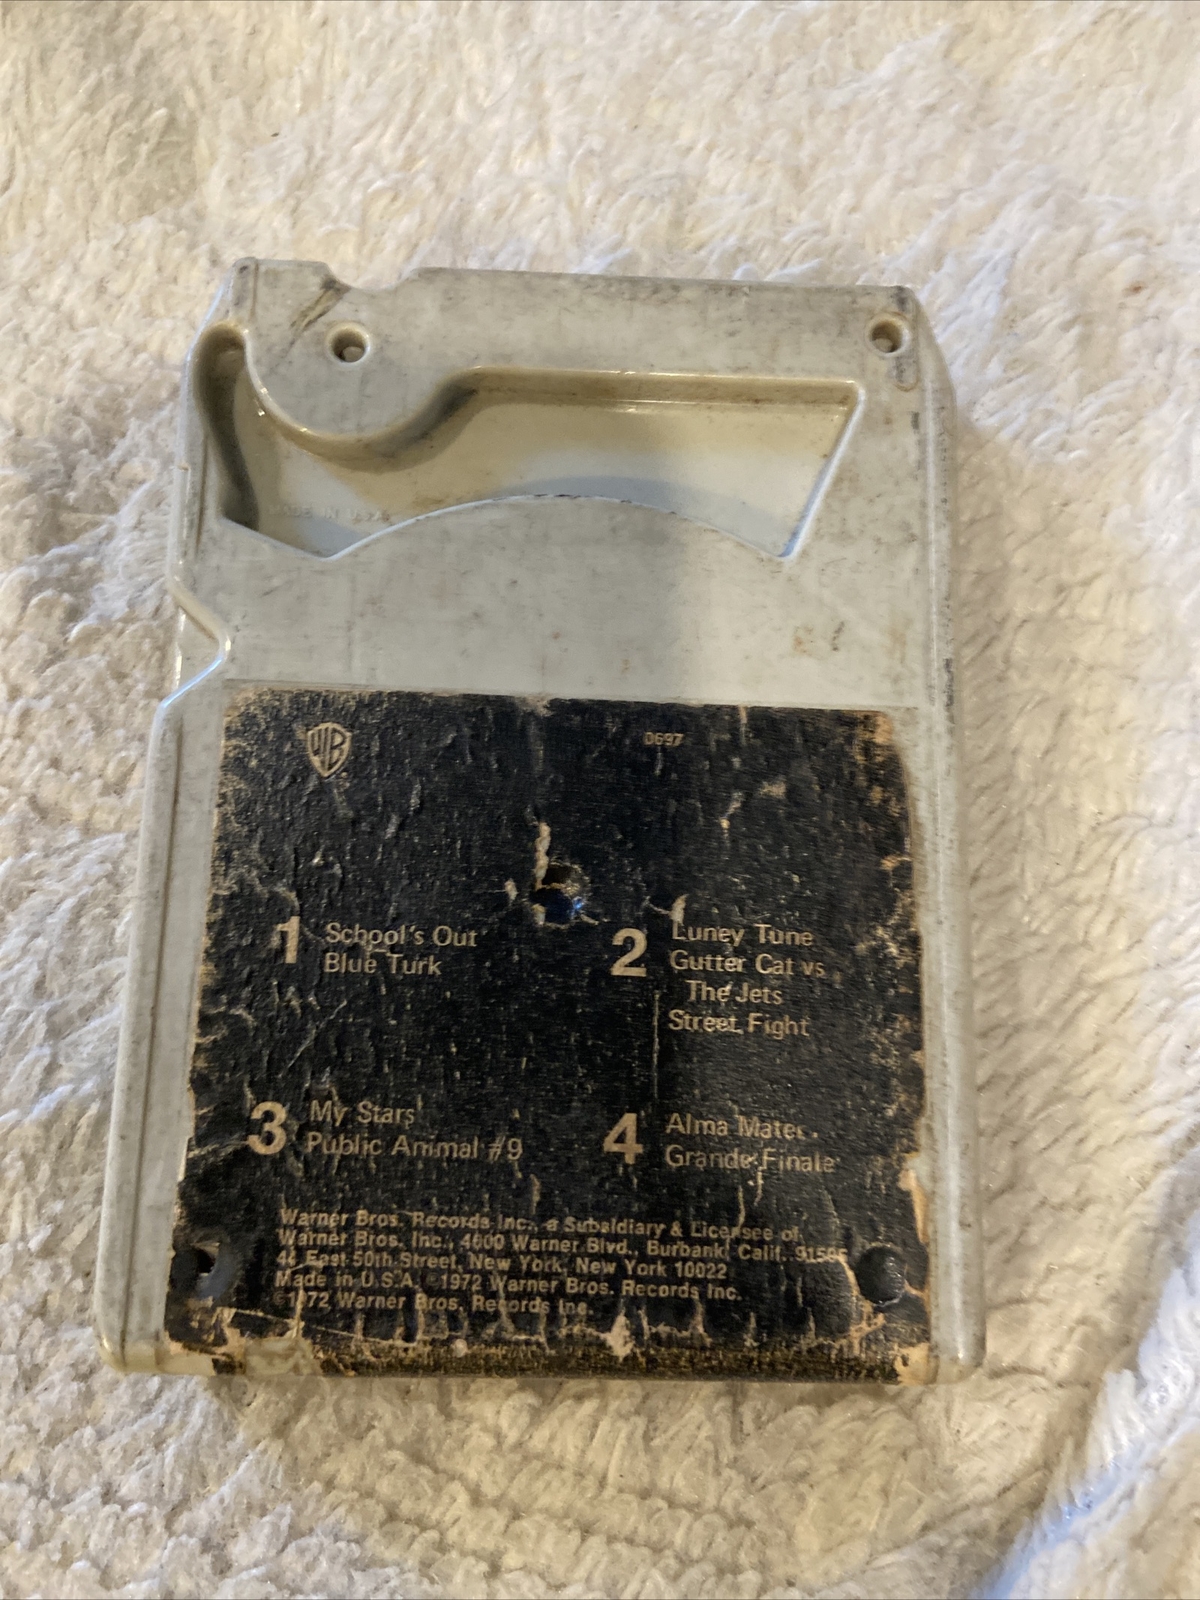 MADE IN
WB
0697
1 School's Out
Blue Turk
2 Luney Tune
Gutter Cat vs
The Jets
Street Fight
3 My Stars
Public Animal #9
4 Alma Mater
Grande Finale
Warner Bros. Records Inc., a Subsidiary & Licensee of
Warner Bros. Inc., 4000 Warner Blvd., Burbank, Calif.
44 East 50th Street, New York, New York 10022
Made in U.S.A. ©1972 Warner Bros. Records Inc.
℗1972 Warner Bros. Records Inc.